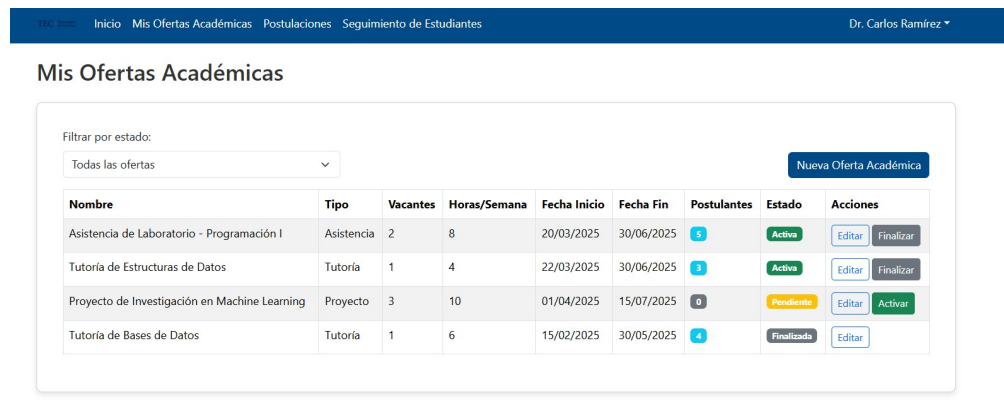 TEC Inicio Mis Ofertas Académicas Postulaciones Seguimiento de Estudiantes Dr. Carlos Ramírez
Mis Ofertas Académicas
Filtrar por estado:
Todas las ofertas Nueva Oferta Académica
Nombre Tipo Vacantes Horas/Semana Fecha Inicio Fecha Fin Postulantes Estado Acciones
Asistencia de Laboratorio - Programación I Asistencia 2 8 20/03/2025 30/06/2025 5 Activa Editar Finalizar
Tutoría de Estructuras de Datos Tutoría 1 4 22/03/2025 30/06/2025 3 Activa Editar Finalizar
Proyecto de Investigación en Machine Learning Proyecto 3 10 01/04/2025 15/07/2025 0 Pendiente Editar Activar
Tutoría de Bases de Datos Tutoría 1 6 15/02/2025 30/05/2025 4 Finalizada Editar